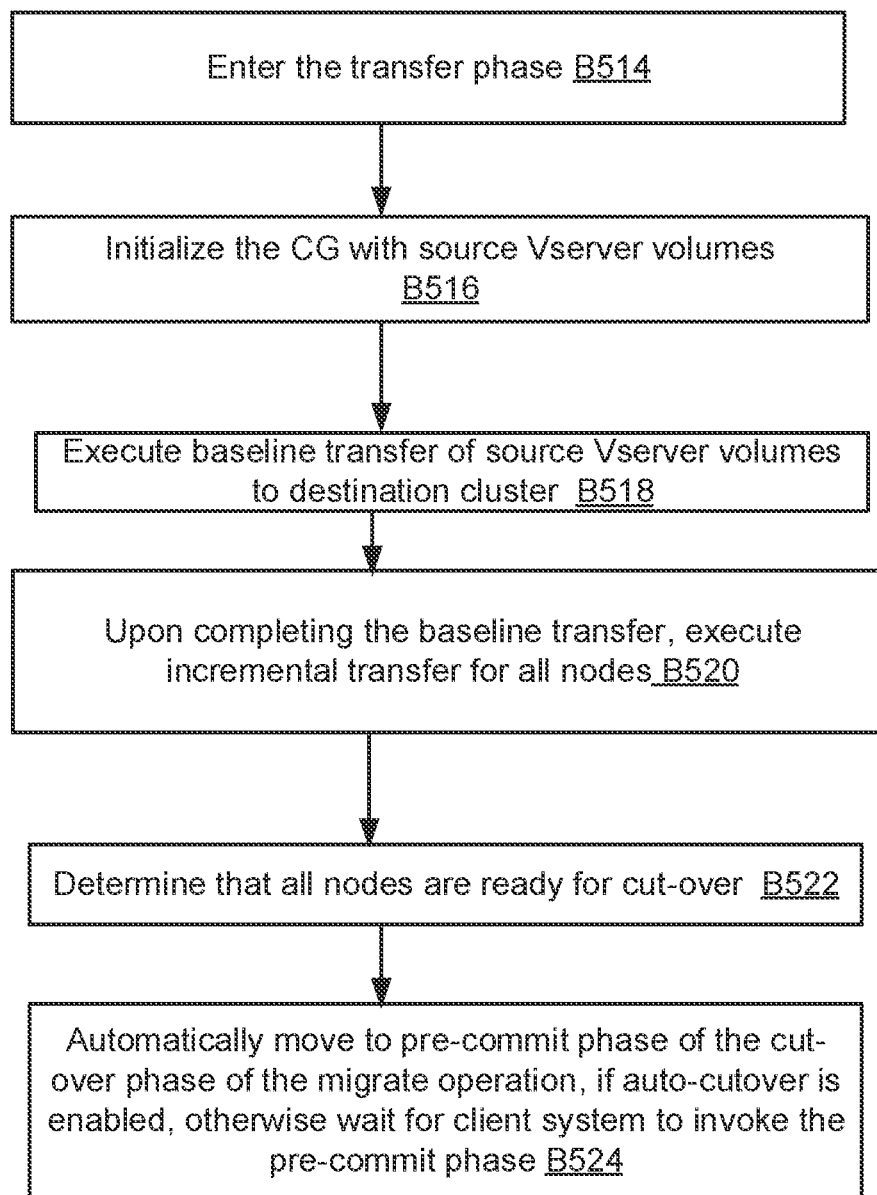 Enter the transfer phase B514
Initialize the CG with source Vserver volumes
B516
Execute baseline transfer of source Vserver volumes
to destination cluster B518
Upon completing the baseline transfer, execute
incremental transfer for all nodes B520
Determine that all nodes are ready for cut-over B522
Automatically move to pre-commit phase of the cut-
over phase of the migrate operation, if auto-cutover is
enabled, otherwise wait for client system to invoke the
pre-commit phase B524